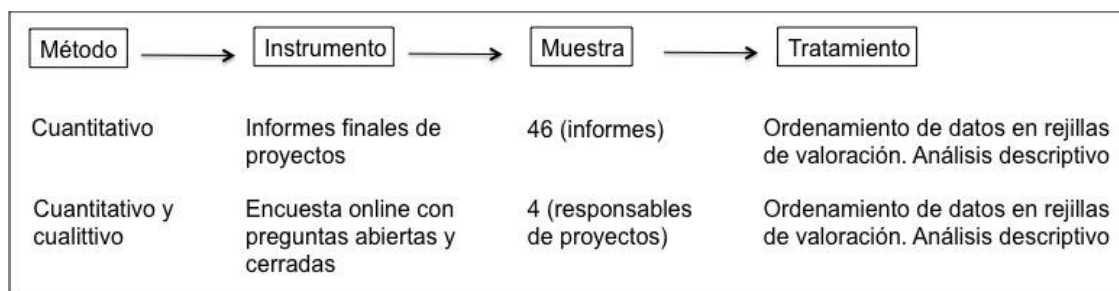 Método Instrumento Muestra Tratamiento
Cuantitativo Informes finales de 46 (informes) Ordenamiento de datos en rejillas
proyectos de valoración. Análisis descriptivo
Cuantitativo y Encuesta online con 4 (responsables Ordenamiento de datos en rejillas
cualittivo preguntas abiertas y de proyectos) de valoración. Análisis descriptivo
cerradas